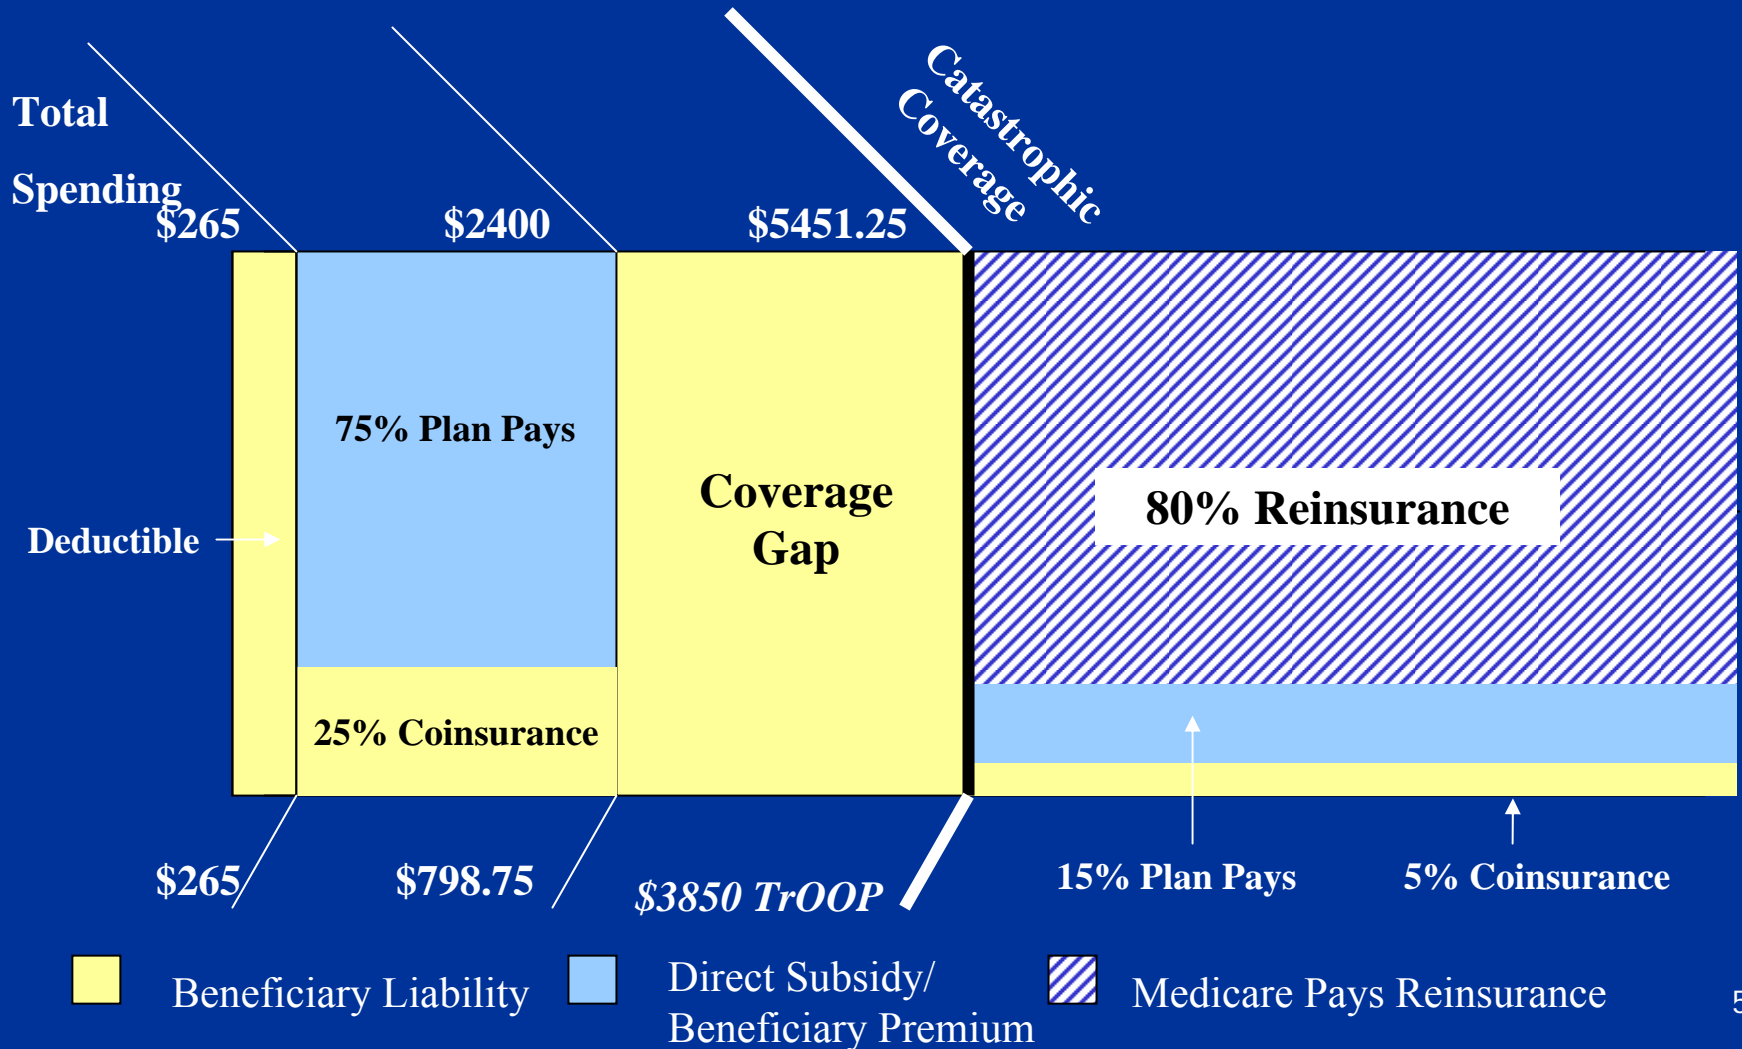 Total
Spending
$265
$2400
$5451.25
Catastrophic
Coverage
75% Plan Pays
Coverage
Gap
80% Reinsurance
Deductible
25% Coinsurance
$265
$798.75
$3850 TrOOP
15% Plan Pays
5% Coinsurance
Beneficiary Liability
Direct Subsidy/
Beneficiary Premium
Medicare Pays Reinsurance
5